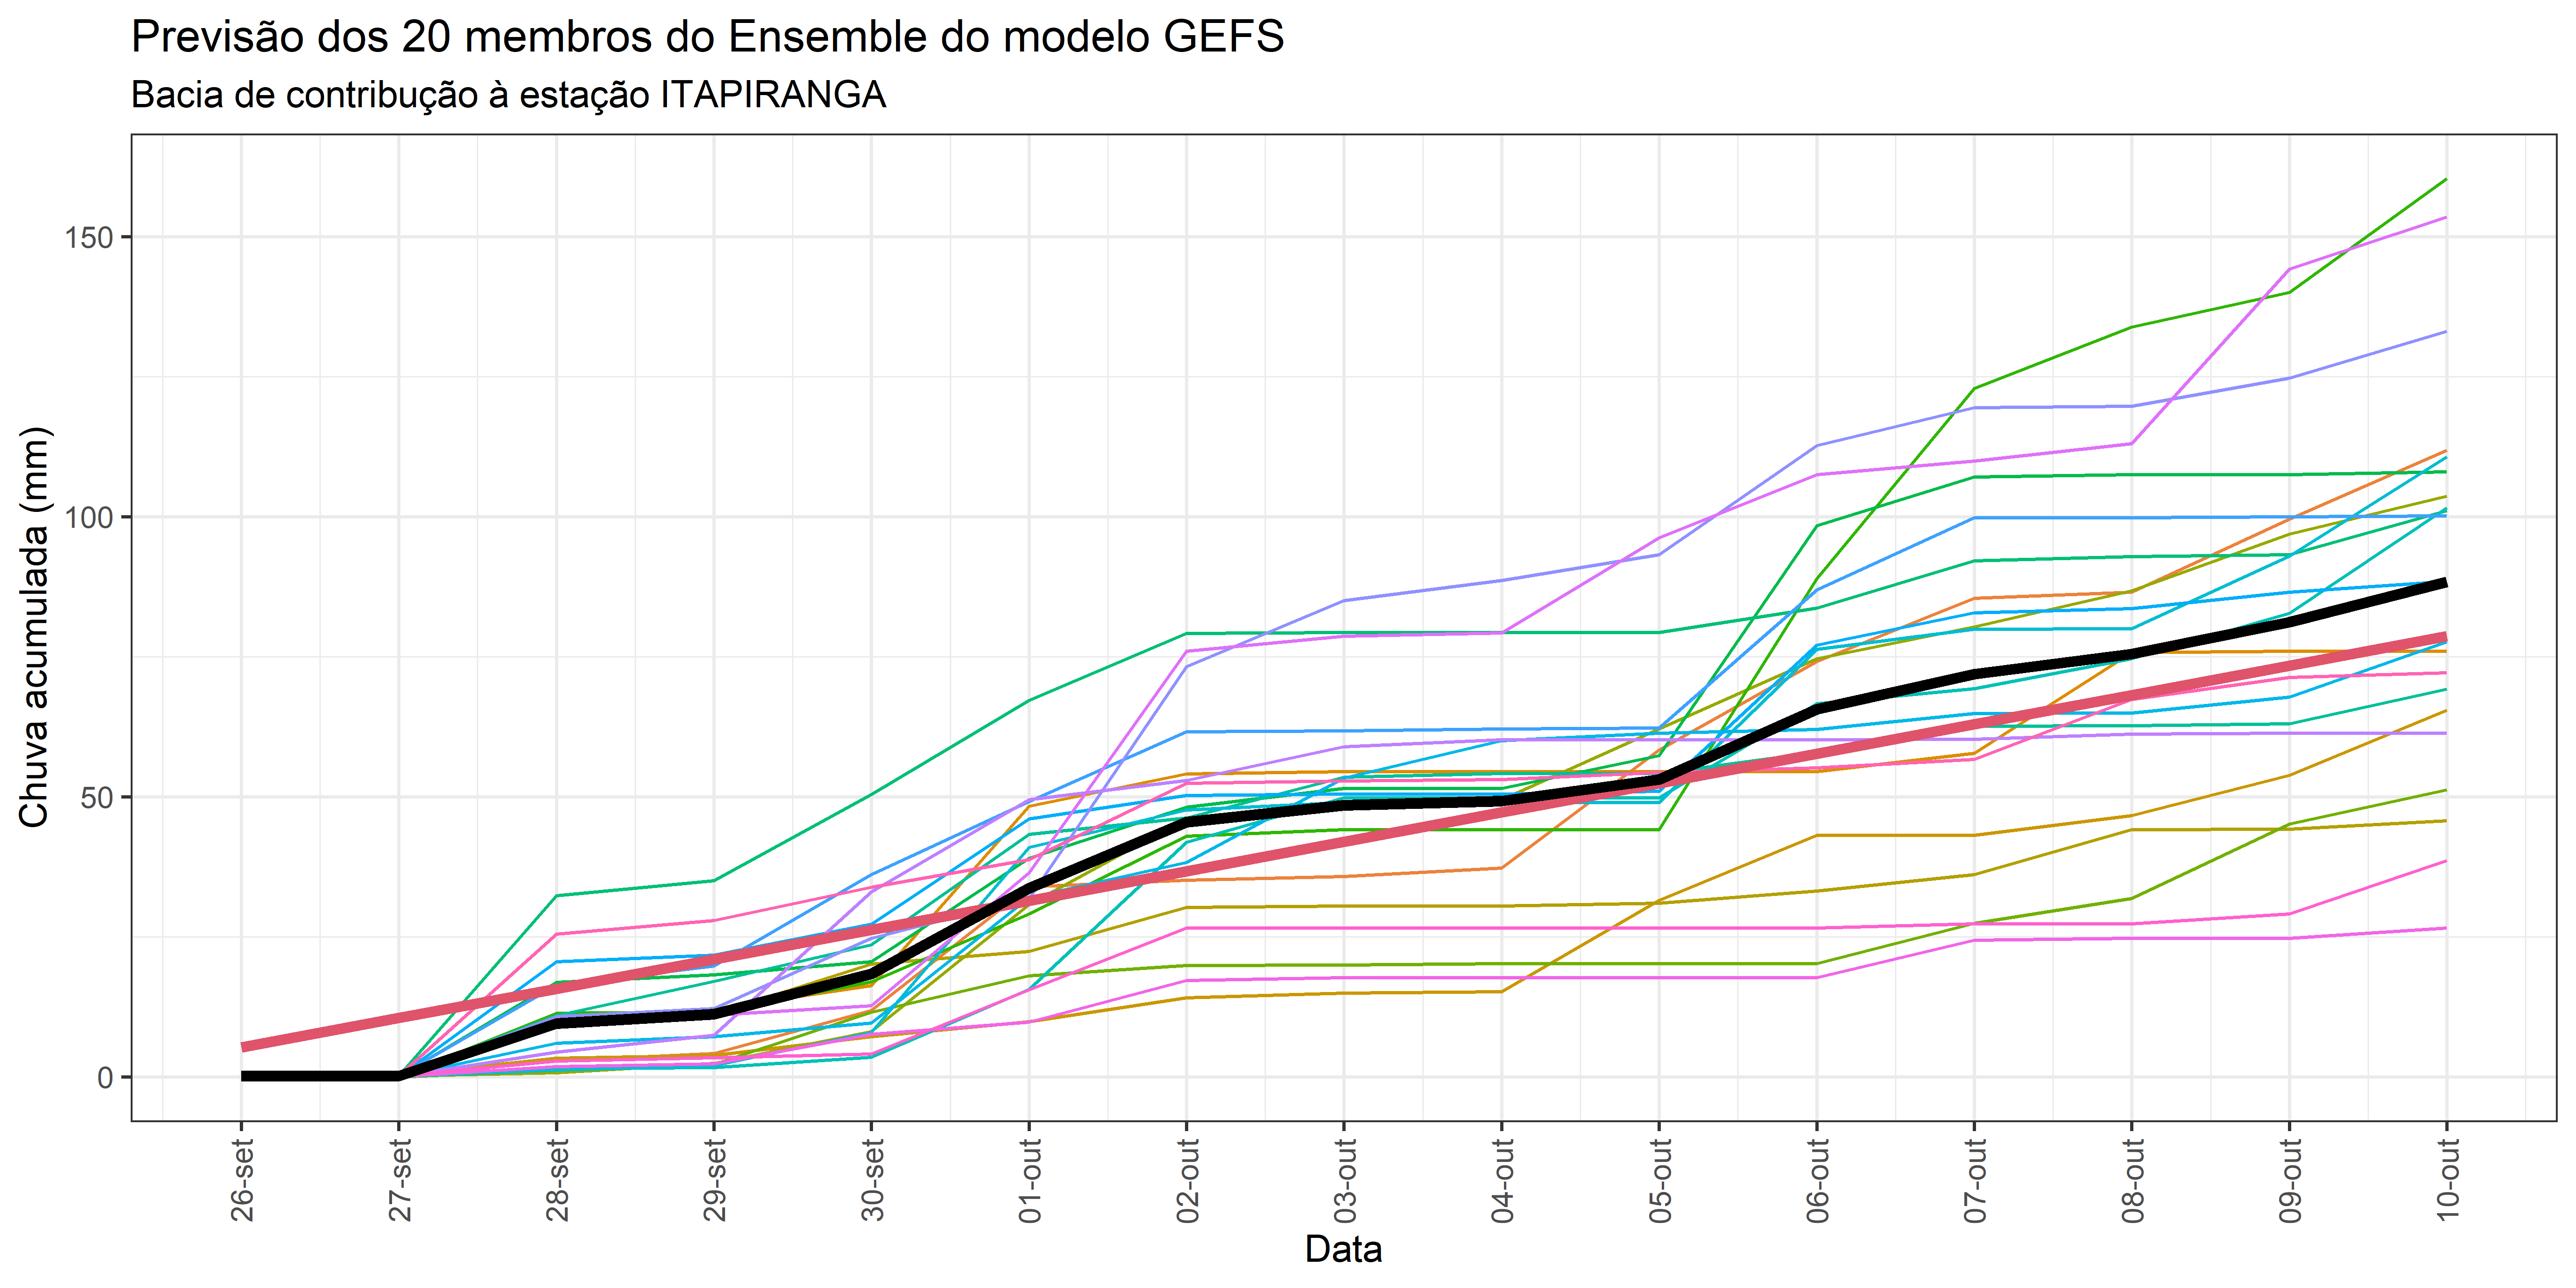 Previsão dos 20 membros do Ensemble do modelo GEFS
Bacia de contribução à estação ITAPIRANGA
Chuva acumulada (mm)
150
100
50
0
26-set
27-set
28-set
29-set
30-set
01-out
02-out
03-out
04-out
05-out
06-out
07-out
08-out
09-out
10-out
Data